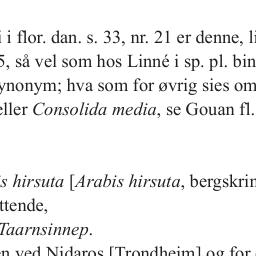 i i flor. dan. s. 33, nr. 21 er denne, li
5, så vel som hos Linné i sp. pl. bin
ynonym; hva som for øvrig sies om
eller Consolida media, se Gouan fl.
s hirsuta [Arabis hirsuta, bergskrin
ttende,
Taarnsinnep.
en ved Nidaros [Trondheim] og for